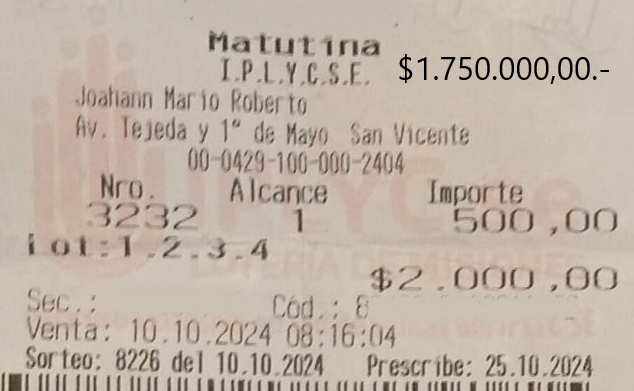 Matutina
I.P.L.Y.C.S.E. $1.750.000,00.-
Joahann Mario Roberto
Av. Tejeda y 1° de Mayo San Vicente
00-0429-100-000-2404
Nro. Alcance Importe
3232 1 500,00
Lot:1.2.3.4
$2.000,00
Sec.: Cód.: 8
Venta: 10.10.2024 08:16:04
Sorteo: 8226 del 10.10.2024 Prescribe: 25.10.2024